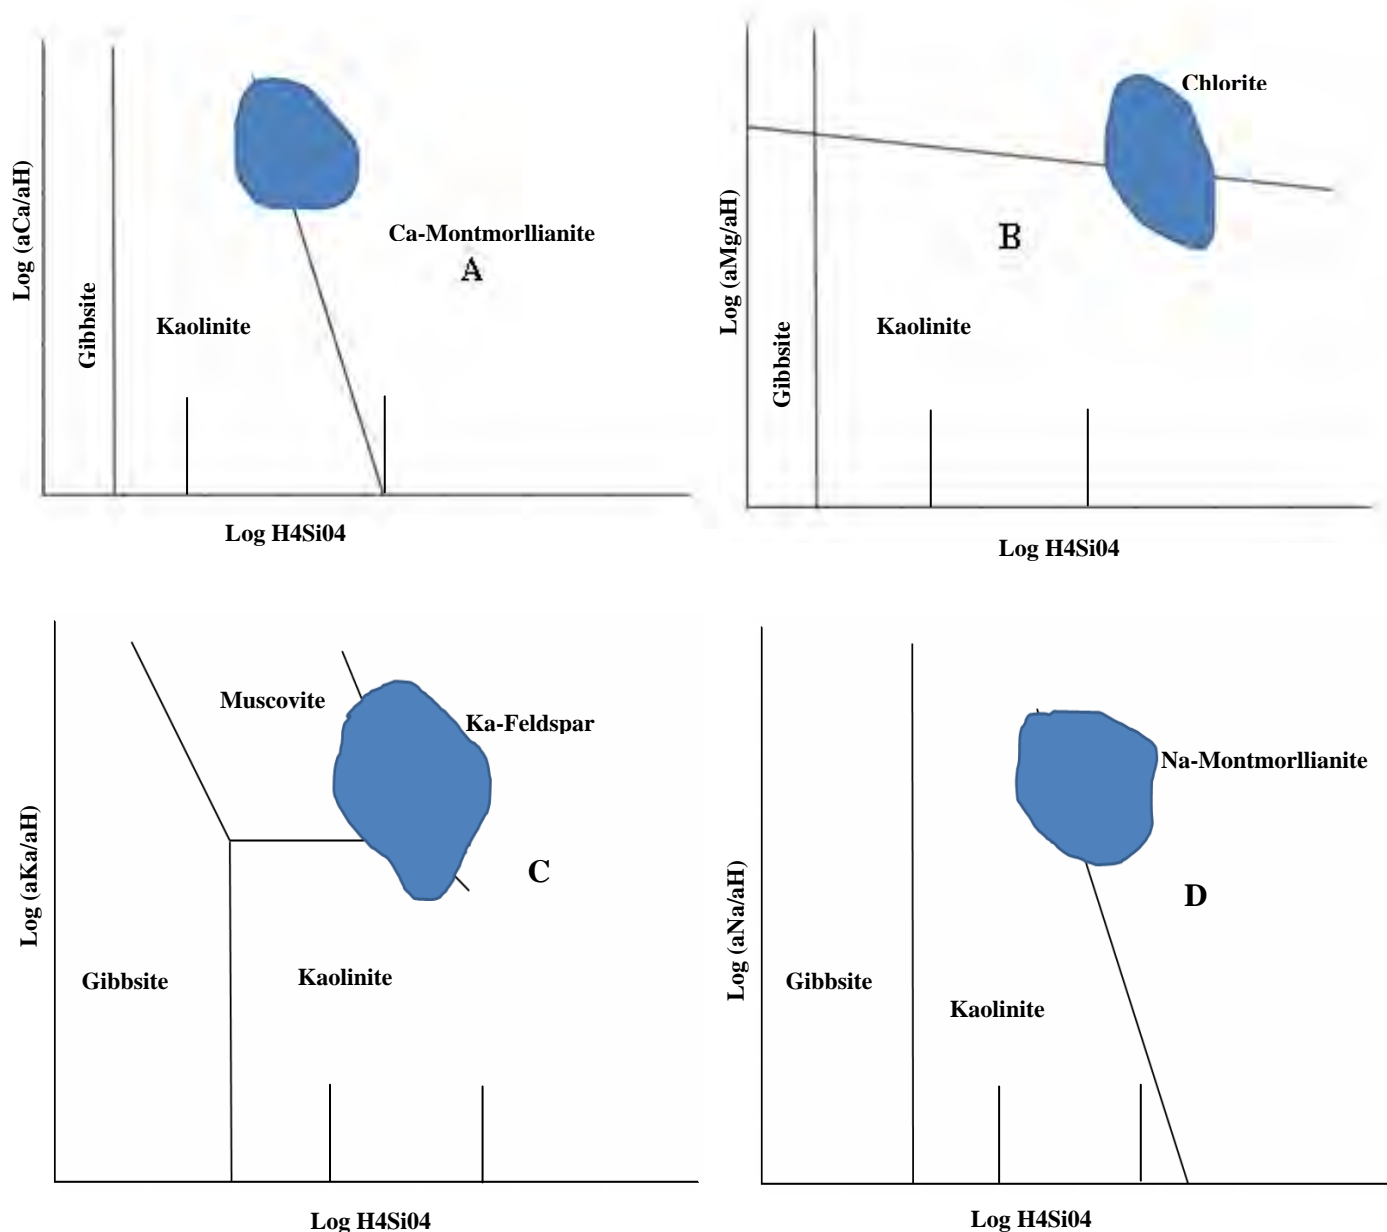 Log (aCa/aH)
Gibbsite
Kaolinite
Ca-Montmorllianite
A
Log H4Si04
Log (aMg/aH)
Gibbsite
Kaolinite
B
Chlorite
Log H4Si04
Log (aKa/aH)
Muscovite
Ka-Feldspar
C
Gibbsite
Kaolinite
Log H4Si04
Log (aNa/aH)
Na-Montmorllianite
D
Gibbsite
Kaolinite
Log H4Si04